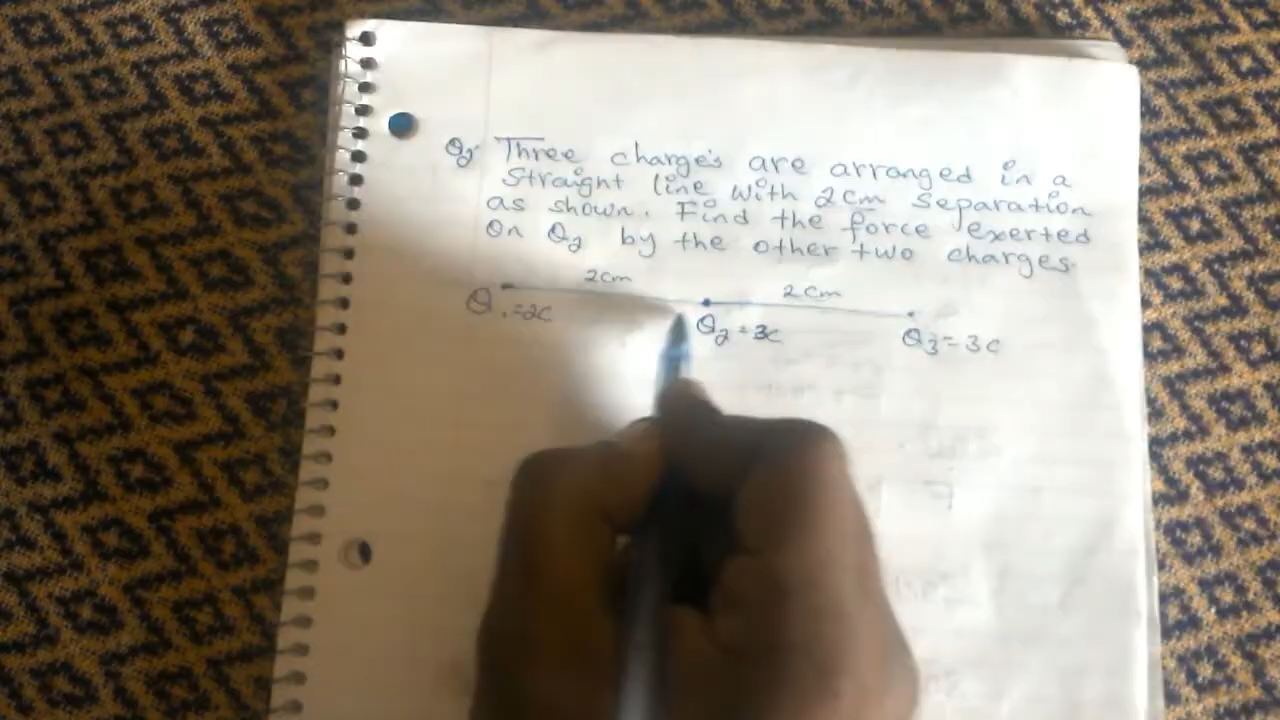 Q: Three charges are arranged in a
straight line with 2cm separation
as shown. Find the force exerted
on Q2 by the other two charges.
2cm 2cm
Q1=2C Q2=3C Q3=3C